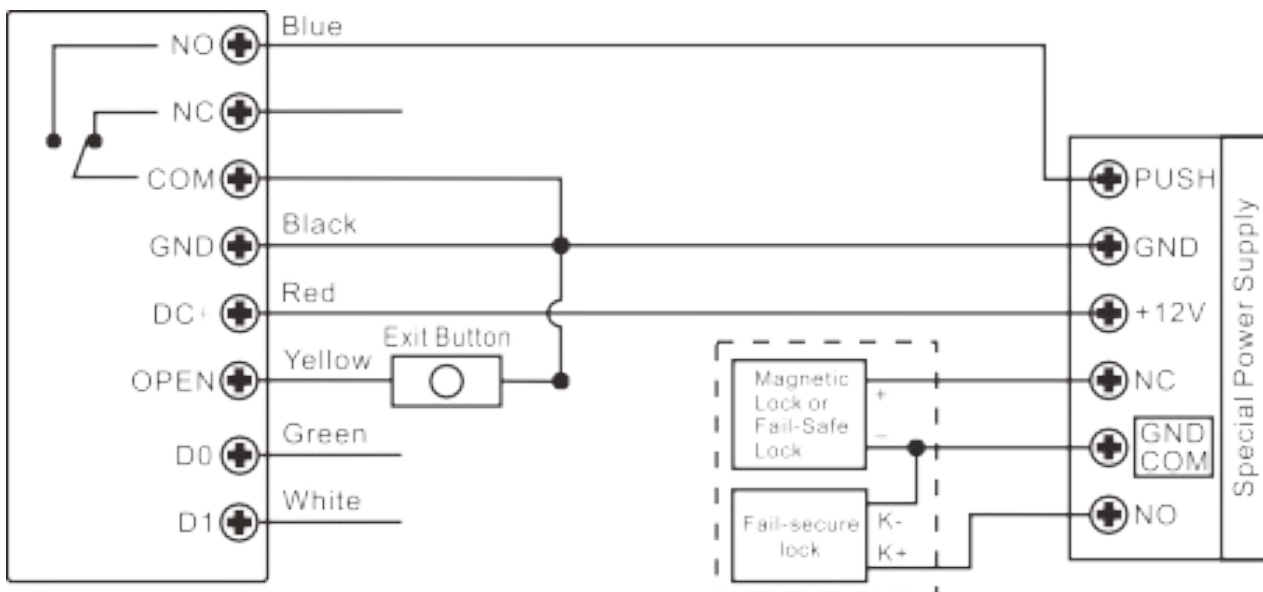 NO
Blue
NC
COM
GND
Black
DC+
Red
OPEN
Yellow
Exit Button
D0
Green
D1
White
Magnetic
Lock or
Fail-Safe
Lock
+
–
Fail-secure
lock
K-
K+
PUSH
GND
+12V
NC
GND
COM
NO
Special Power Supply